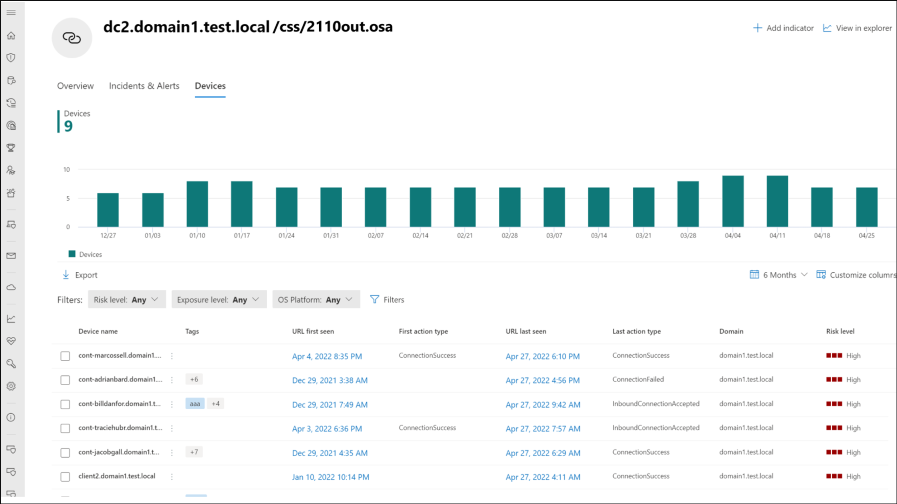 dc2.domain1.test.local/css/2110out.osa
Add indicator View in explorer
Overview Incidents & Alerts Devices
Devices
9
10
5
0
12/27 01/03 01/10 01/17 01/24 01/31 02/07 02/14 02/21 02/28 03/07 03/14 03/21 03/28 04/04 04/11 04/18 04/25
Devices
Export 6 Months Customize columns
Filters: Risk level: Any Exposure level: Any OS Platform: Any Filters
Device name Tags URL first seen First action type URL last seen Last action type Domain Risk level
cont-marcossell.domain1.... Apr 4, 2022 8:35 PM ConnectionSuccess Apr 27, 2022 6:10 PM ConnectionSuccess domain1.test.local High
cont-adrianbard.domain1.... +6 Dec 29, 2021 3:38 AM Apr 27, 2022 4:56 PM ConnectionFailed domain1.test.local High
cont-billdanfor.domain1.t... aaa +4 Dec 29, 2021 7:49 AM Apr 27, 2022 9:42 AM InboundConnectionAccepted domain1.test.local High
cont-traciehubr.domain1.t... Apr 3, 2022 6:36 PM ConnectionSuccess Apr 27, 2022 7:57 AM InboundConnectionAccepted domain1.test.local High
cont-jacobgall.domain1.t... +7 Dec 29, 2021 4:35 AM Apr 27, 2022 6:29 AM ConnectionSuccess domain1.test.local High
client2.domain1.test.local Jan 10, 2022 10:14 PM Apr 27, 2022 4:11 AM ConnectionSuccess domain1.test.local High